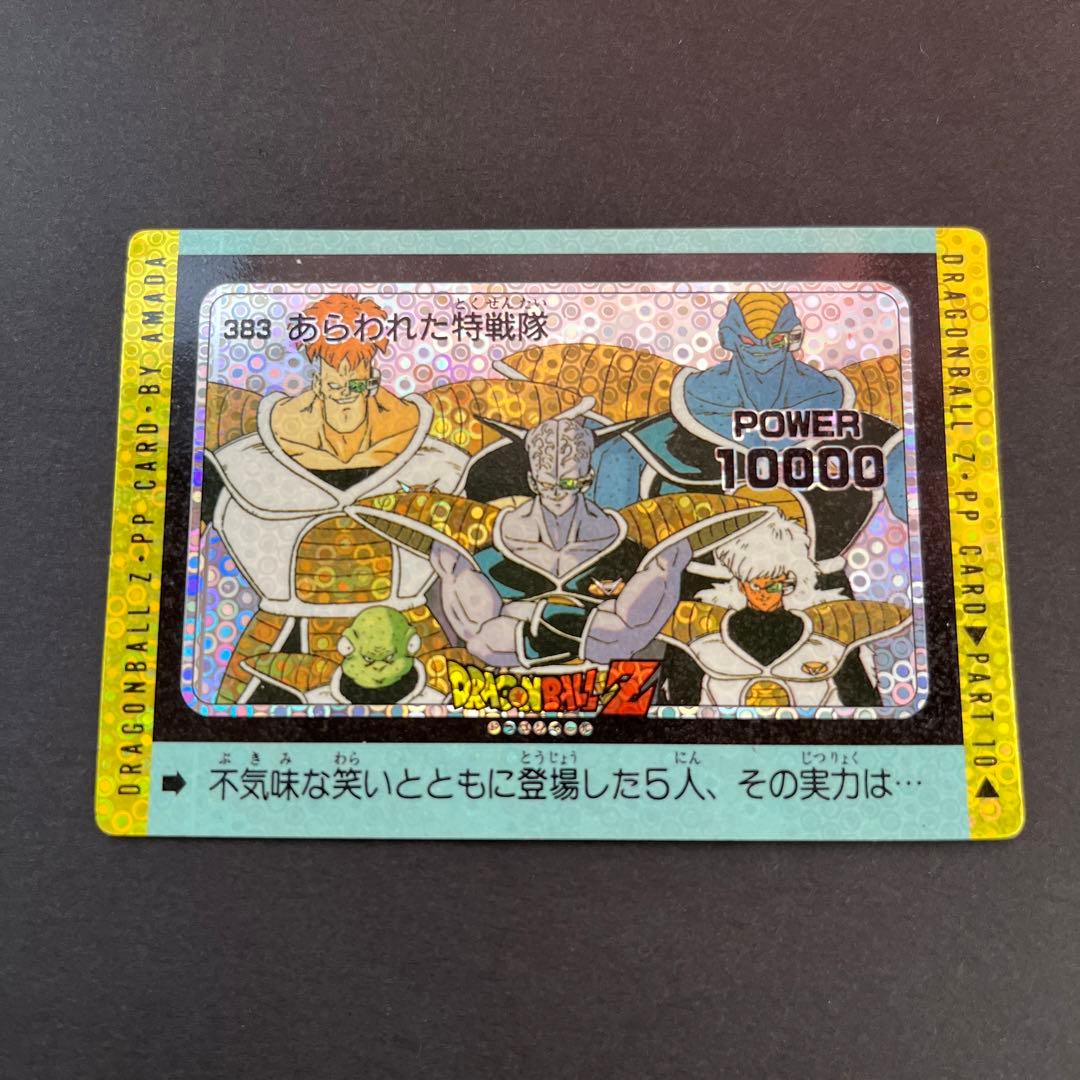 DRAGONBALL Z・PP CARD・BY AMADA
とくせんたい
383 あらわれた特戦隊
POWER
10000
DRAGONBALL Z
ぶきみ わら とうじょう にん じつりょく
➡ 不気味な笑いとともに登場した5人、その実力は…
DRAGONBALL Z・PP CARD▶PART 10▲